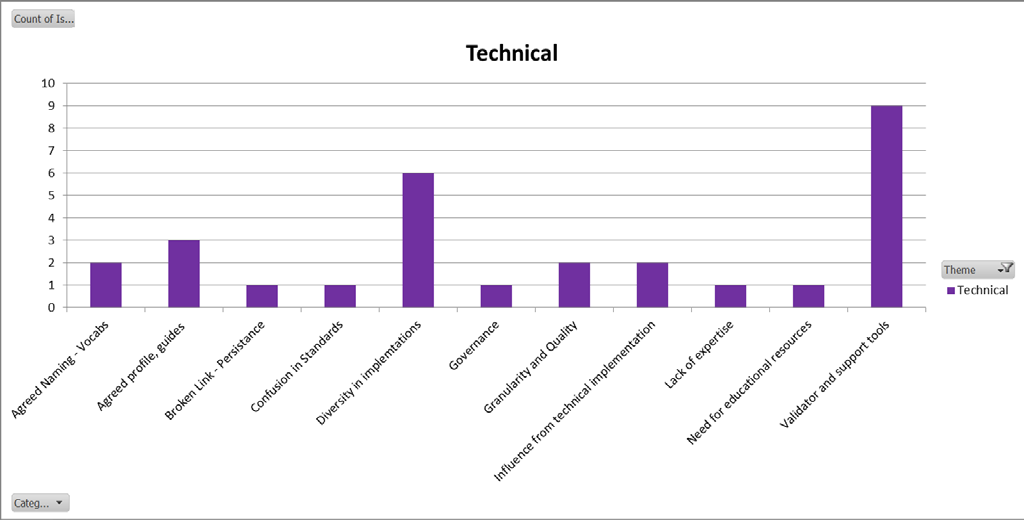 Count of Is...
Technical
10
9
8
7
6
5
4
3
2
1
0
Agreed Naming - Vocabs
Agreed profile, guides
Broken Link - Persistance
Confusion in Standards
Diversity in implemtations
Governance
Granularity and Quality
Influence from technical implementation
Lack of expertise
Need for educational resources
Validator and support tools
Theme
Technical
Categ...